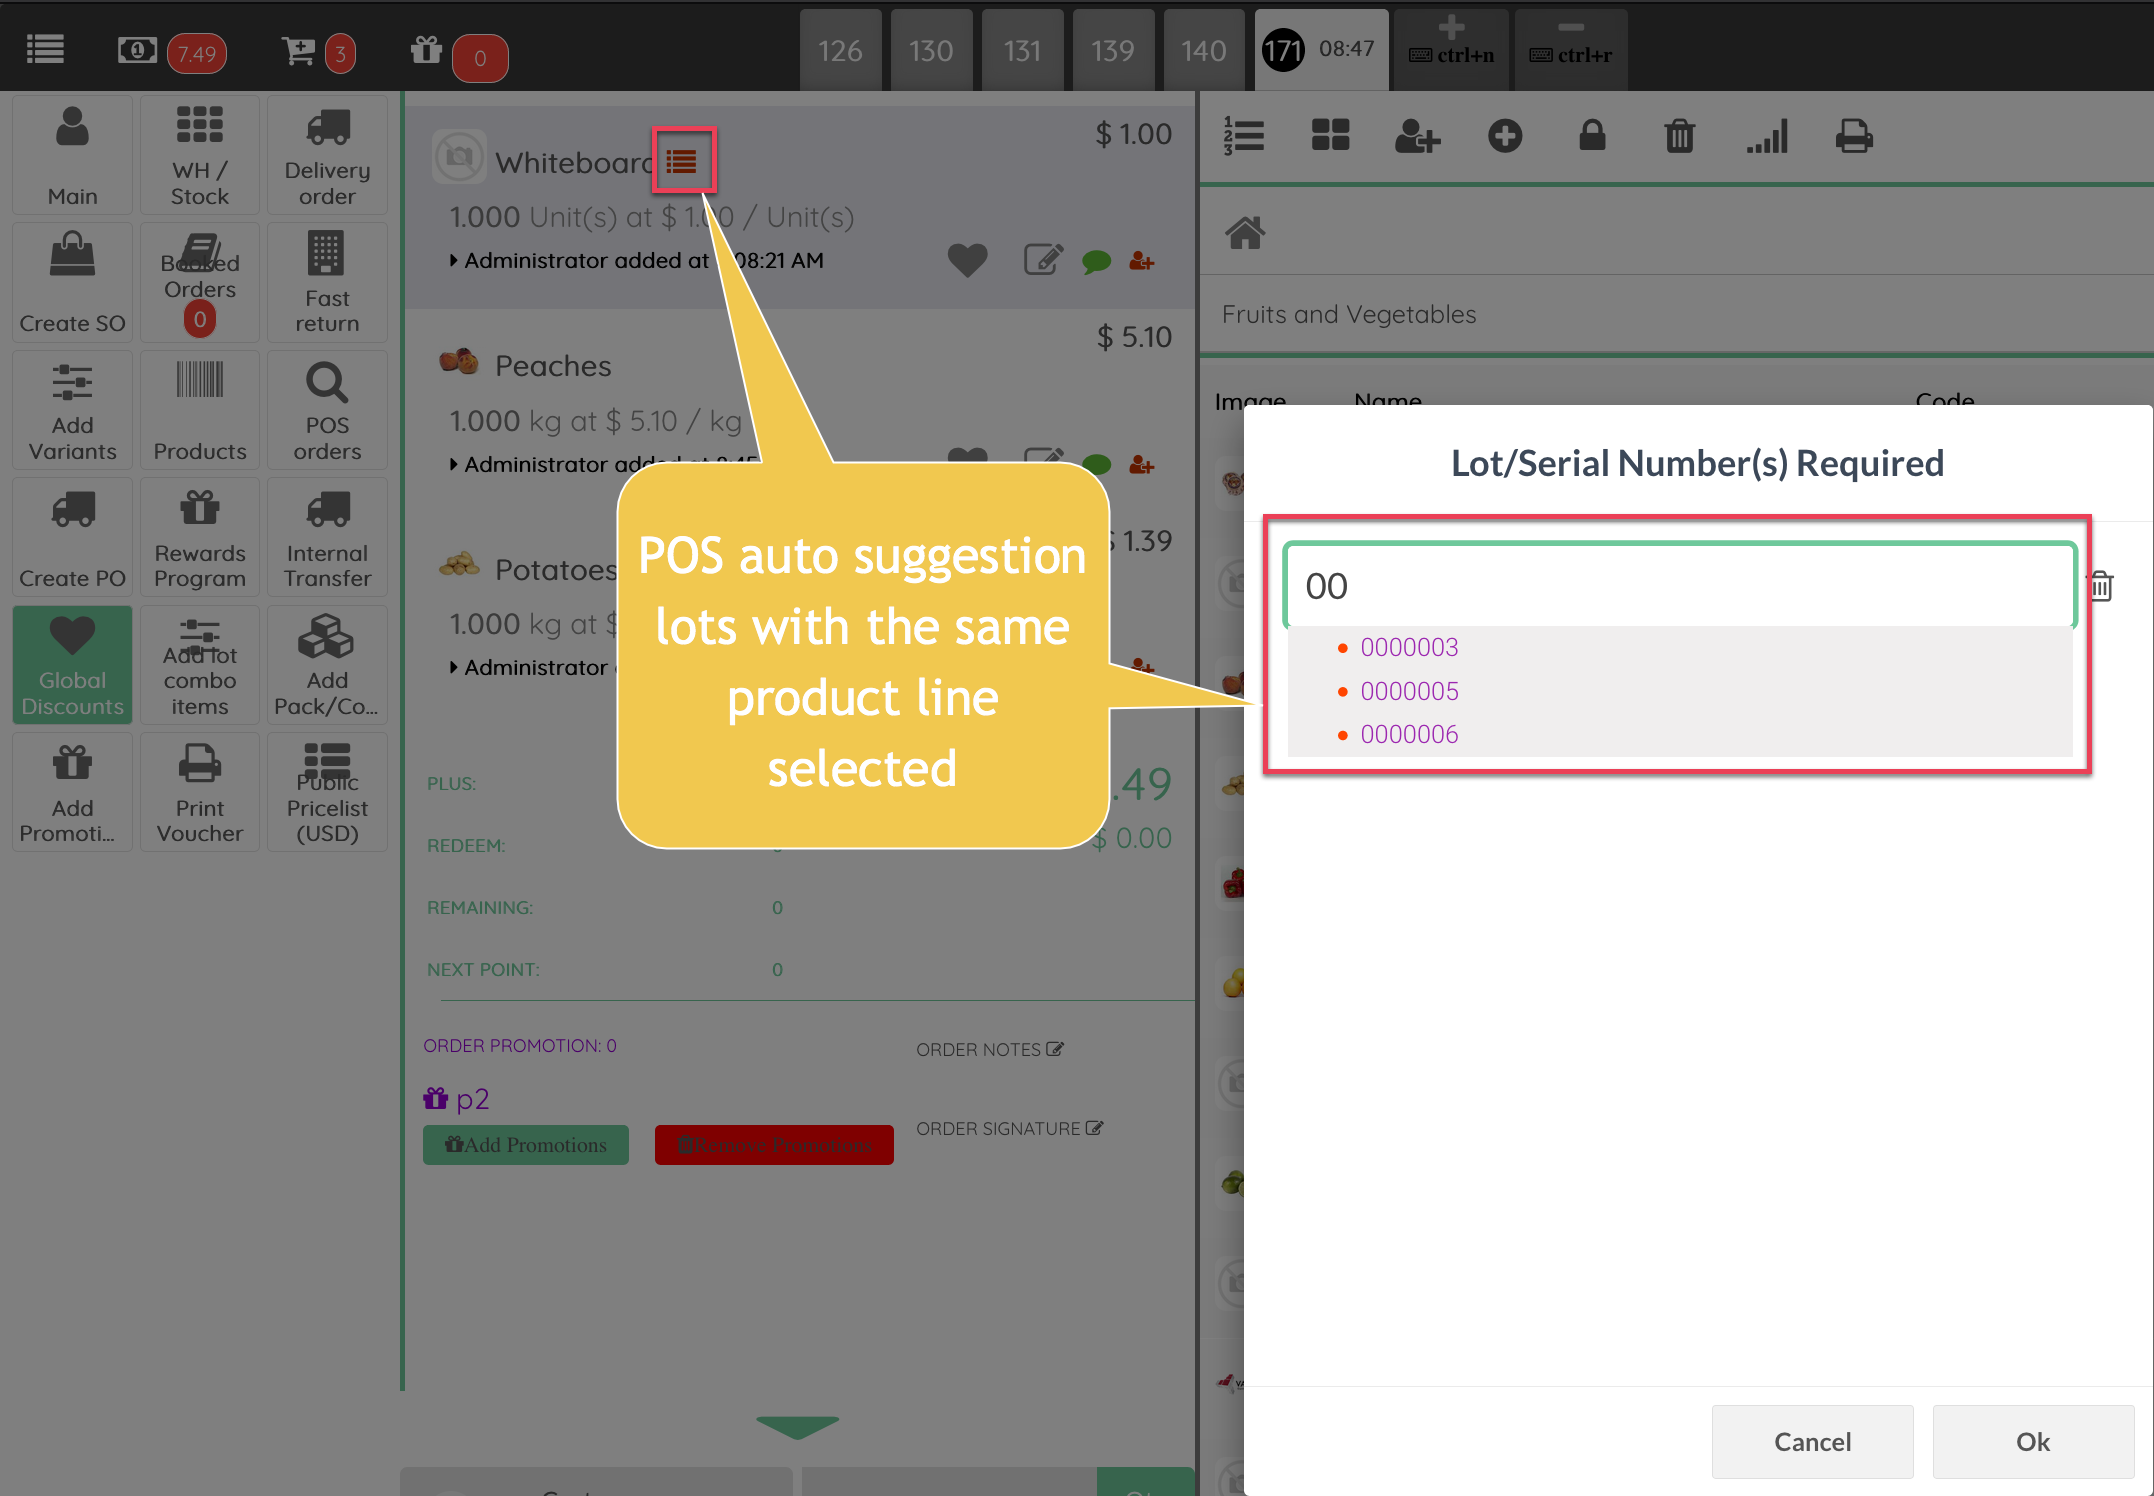 7.49
3
0
126
130
131
139
140
171 08:47
ctrl+n
ctrl+r
Main
WH /
Stock
Delivery
order
Create SO
Booked
Orders
0
Fast
return
Add
Variants
Products
POS
orders
Create PO
Rewards
Program
Internal
Transfer
Global
Discounts
Add lot
combo
items
Add
Pack/Co...
Add
Promoti...
Print
Voucher
Public
Pricelist
(USD)
Whiteboard
$ 1.00
1.000 Unit(s) at $ 1.00 / Unit(s)
Administrator added at 08:21 AM
Peaches
$ 5.10
1.000 kg at $ 5.10 / kg
Administrator added at 8:45
Potatoes
$ 1.39
1.000 kg at $
Administrator
POS auto suggestion
lots with the same
product line
selected
PLUS:
.49
REDEEM:
$ 0.00
REMAINING:
0
NEXT POINT:
0
ORDER PROMOTION: 0
ORDER NOTES
p2
Add Promotions
Remove Promotions
ORDER SIGNATURE
Fruits and Vegetables
Image
Name
Code
Lot/Serial Number(s) Required
00
0000003
0000005
0000006
Cancel
Ok